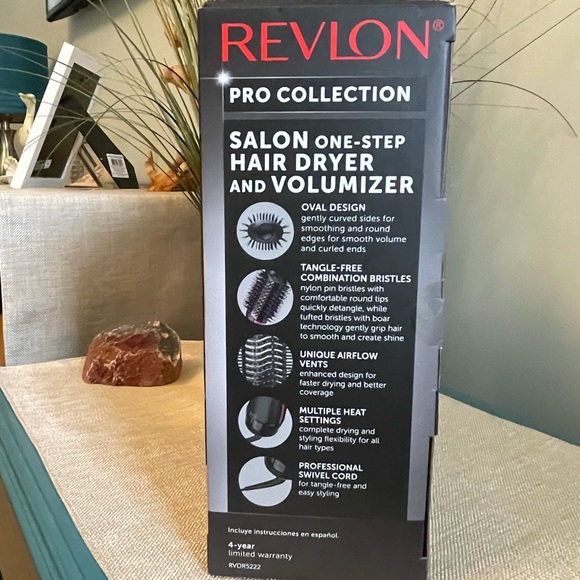 REVLON®
PRO COLLECTION
SALON ONE-STEP
HAIR DRYER
AND VOLUMIZER
OVAL DESIGN
gently curved sides for
smoothing and round
edges for smooth volume
and curled ends
TANGLE-FREE
COMBINATION BRISTLES
nylon pin bristles with
comfortable round tips
quickly detangle, while
tufted bristles with boar
technology gently grip hair
to smooth and create shine
UNIQUE AIRFLOW
VENTS
enhanced design for
faster drying and better
coverage
MULTIPLE HEAT
SETTINGS
complete drying and
styling flexibility for all
hair types
PROFESSIONAL
SWIVEL CORD
for tangle-free and
easy styling
Incluye instrucciones en español.
4-year
limited warranty
RVDR5222